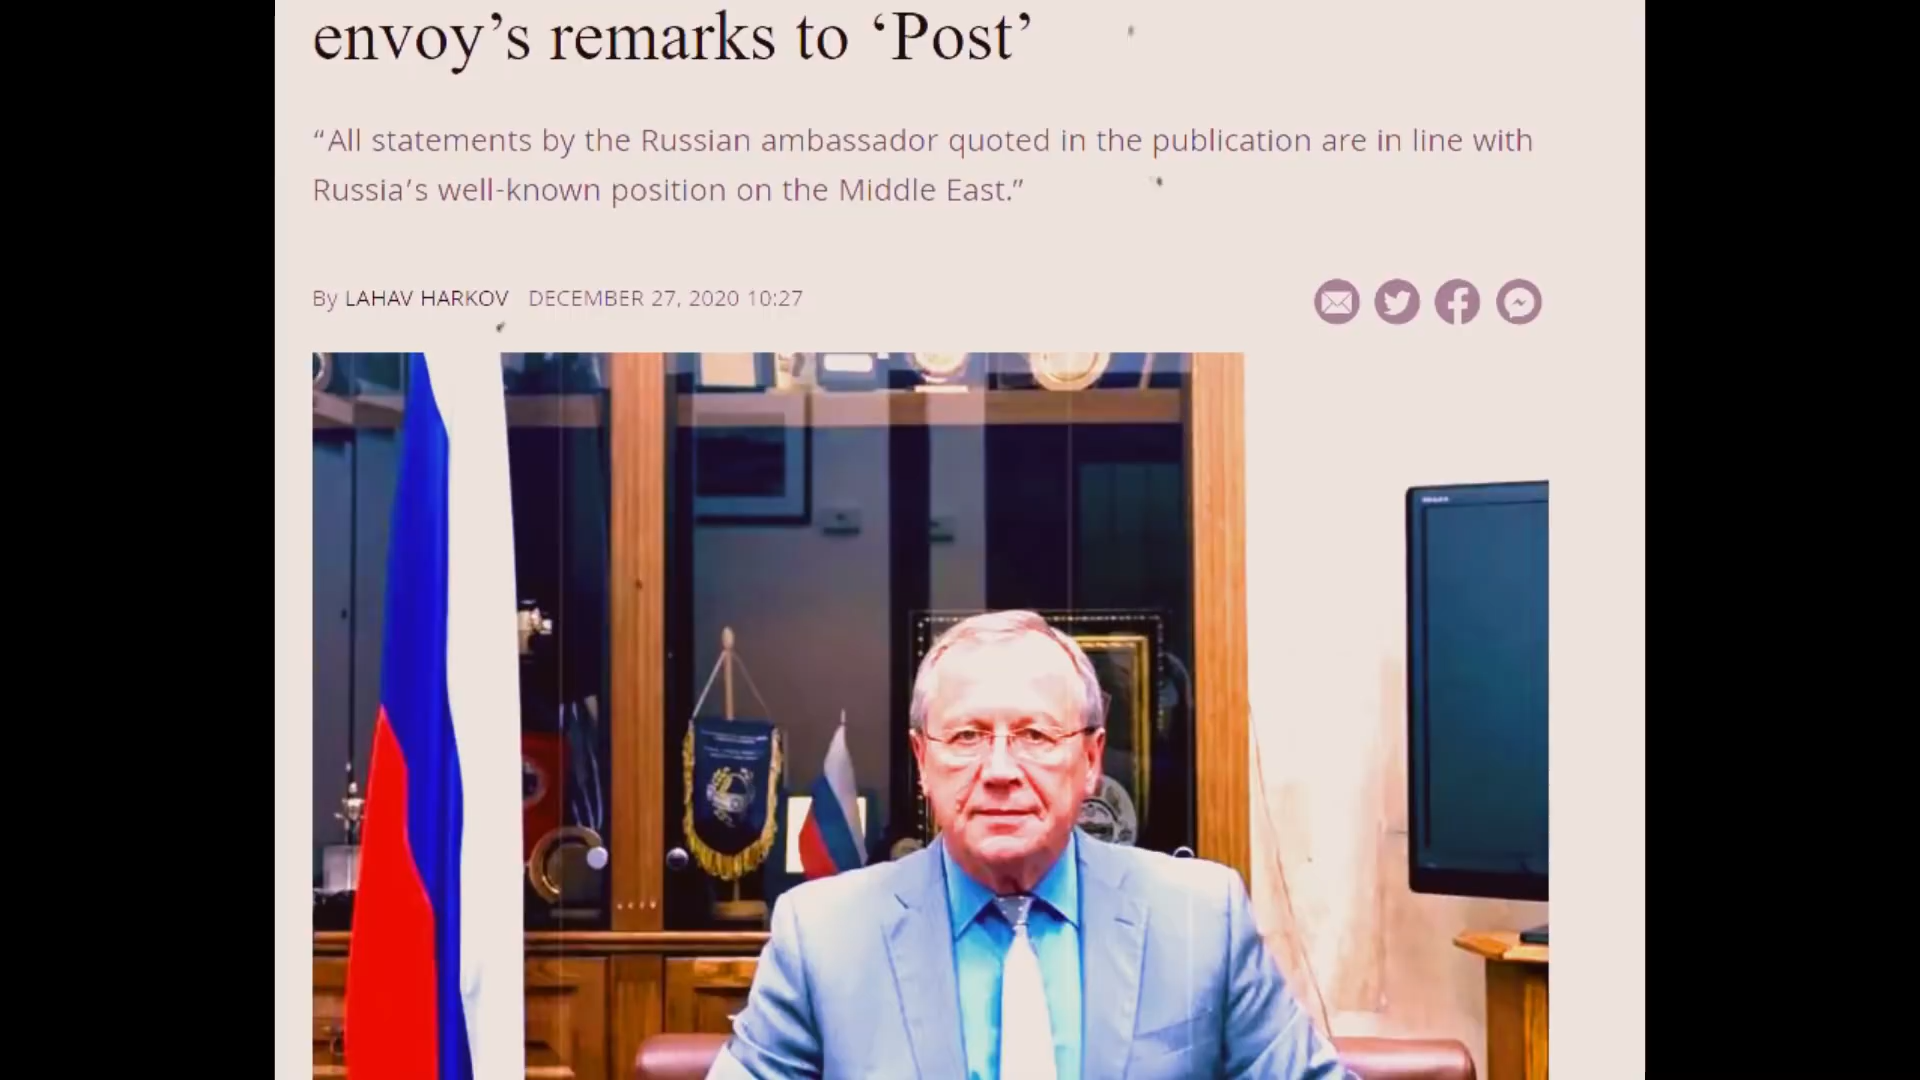 envoy’s remarks to ‘Post’
“All statements by the Russian ambassador quoted in the publication are in line with
Russia’s well-known position on the Middle East.”
By LAHAV HARKOV DECEMBER 27, 2020 10:27